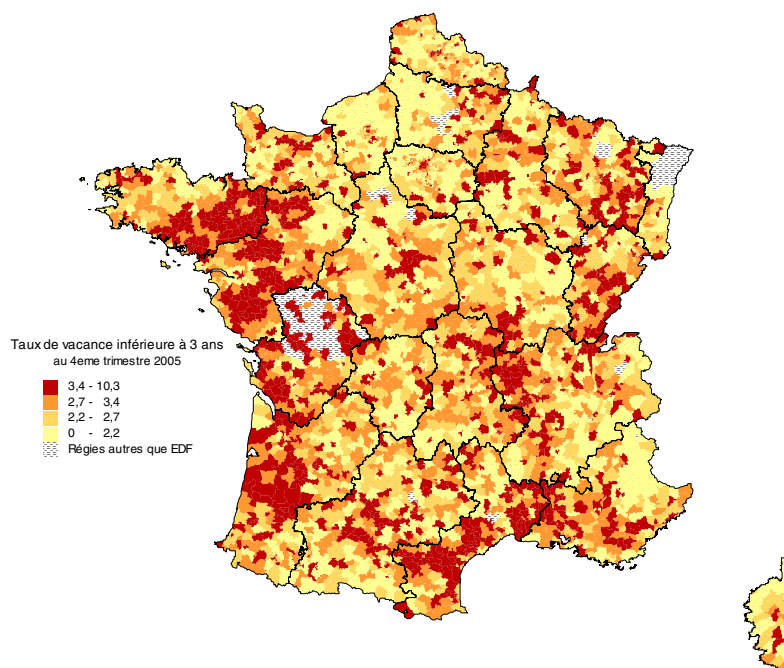 Taux de vacance inférieure à 3 ans
au 4eme trimestre 2005
3,4 - 10,3
2,7 - 3,4
2,2 - 2,7
0 - 2,2
Régies autres que EDF